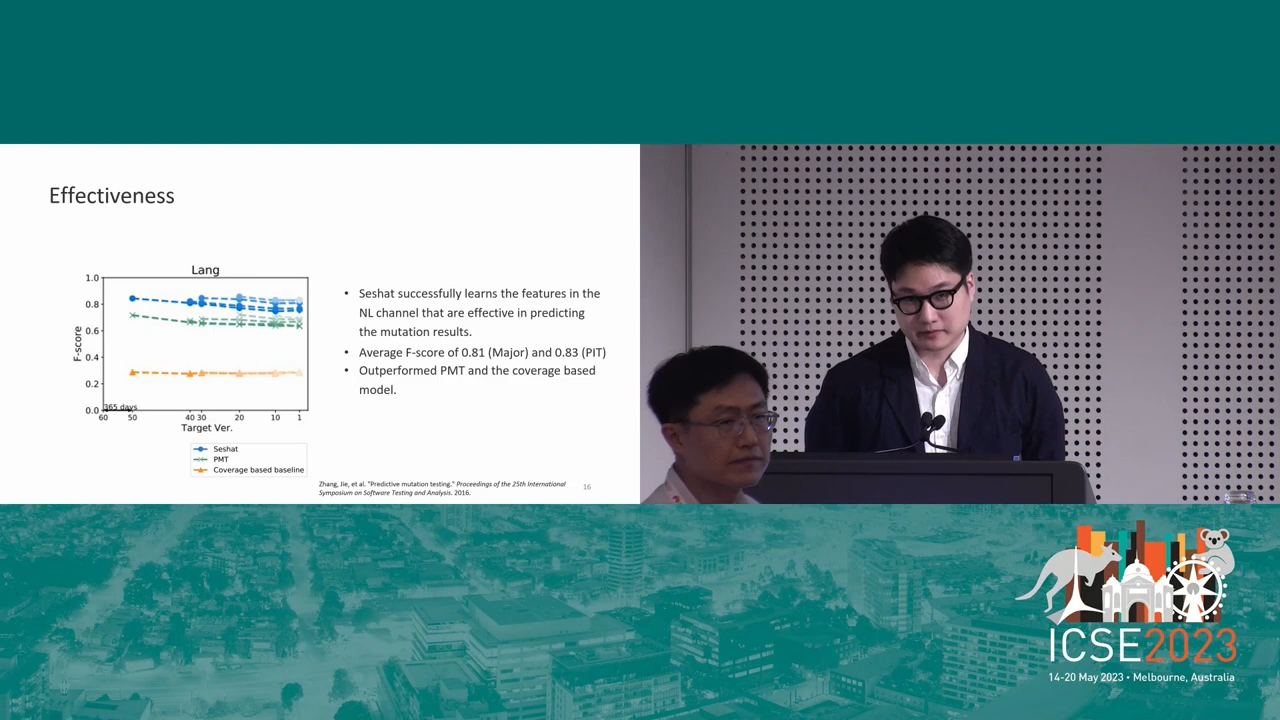 Effectiveness
Lang
1.0
0.8
0.6
0.4
0.2
0.0
F-score
365 days
60 50 40 30 20 10 1
Target Ver.
Seshat
PMT
Coverage based baseline
• Seshat successfully learns the features in the
NL channel that are effective in predicting
the mutation results.
• Average F-score of 0.81 (Major) and 0.83 (PIT)
• Outperformed PMT and the coverage based
model.
Zhang, Jie, et al. "Predictive mutation testing." Proceedings of the 25th International
Symposium on Software Testing and Analysis. 2016.
16
ICSE2023
14-20 May 2023 • Melbourne, Australia